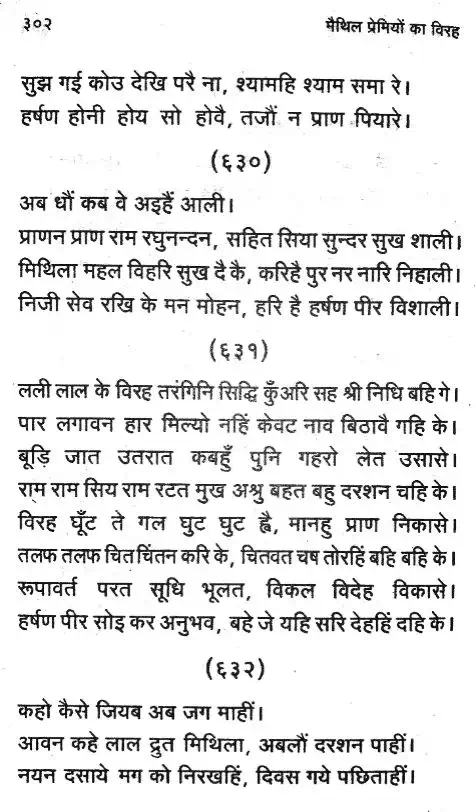 ३०२ मैथिल प्रेमियों का विरह
सुझ गई कोउ देखि परै ना, श्यामहि श्याम समा रे।
हर्षण होनी होय सो होवै, तजौं न प्राण पियारे।
(६३०)
अब धौं कब वे अइहैं आली।
प्राणन प्राण राम रघुनन्दन, सहित सिया सुन्दर सुख शाली।
मिथिला महल विहरि सुख दै कै, करिहै पुर नर नारि निहाली।
निजी सेव रखि के मन मोहन, हरि है हर्षण पीर विशाली।
(६३१)
लली लाल के विरह तरंगिनि सिद्धि कुँअरि सह श्री निधि बहि गे।
पार लगावन हार मिल्यो नहिं केवट नाव बिठावै गहि के।
बूड़ि जात उतरात कबहुँ पुनि गहरो लेत उसासे।
राम राम सिय राम रटत मुख अश्रु बहत बहु दरशन चहि के।
विरह घूँट ते गल घुट घुट ह्वै, मानहु प्राण निकासे।
तलफ तलफ चित चिंतन करि के, चितवत चष तोरहिं बहि बहि के।
रूपावर्त परत सूधि भूलत, विकल विदेह विकासे।
हर्षण पीर सोइ कर अनुभव, बहे जे यहि सरि देहहिं दहि के।
(६३२)
कहो कैसे जियब अब जग माहीं।
आवन कहे लाल द्रुत मिथिला, अबलौं दरशन पाहीं।
नयन दसाये मग को निरखहिं, दिवस गये पछिताहीं।